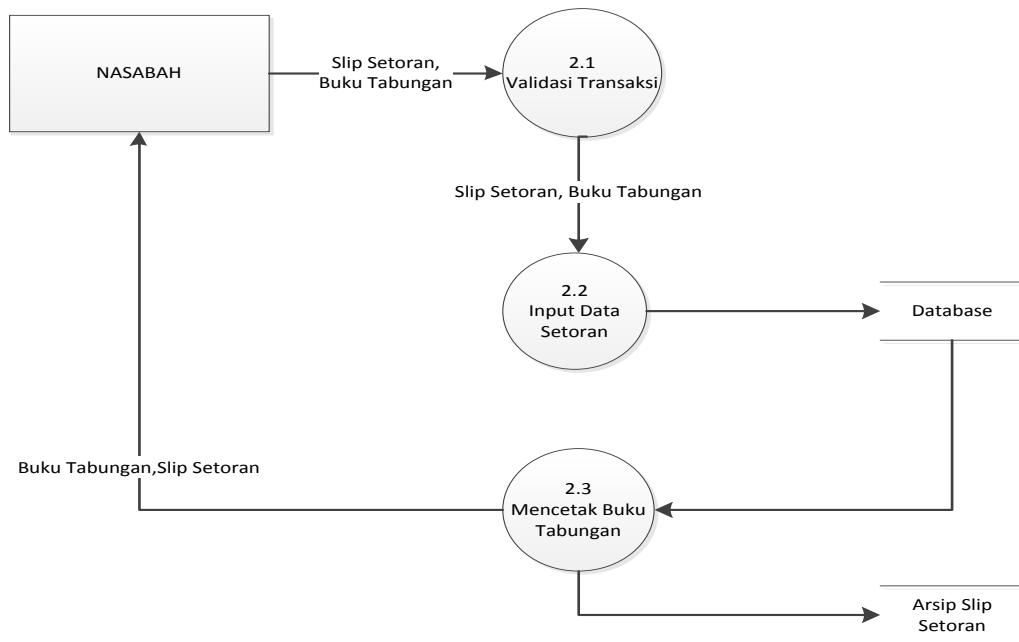 NASABAH
Slip Setoran,
Buku Tabungan
2.1
Validasi Transaksi
Slip Setoran, Buku Tabungan
2.2
Input Data
Setoran
Database
Buku Tabungan,Slip Setoran
2.3
Mencetak Buku
Tabungan
Arsip Slip
Setoran